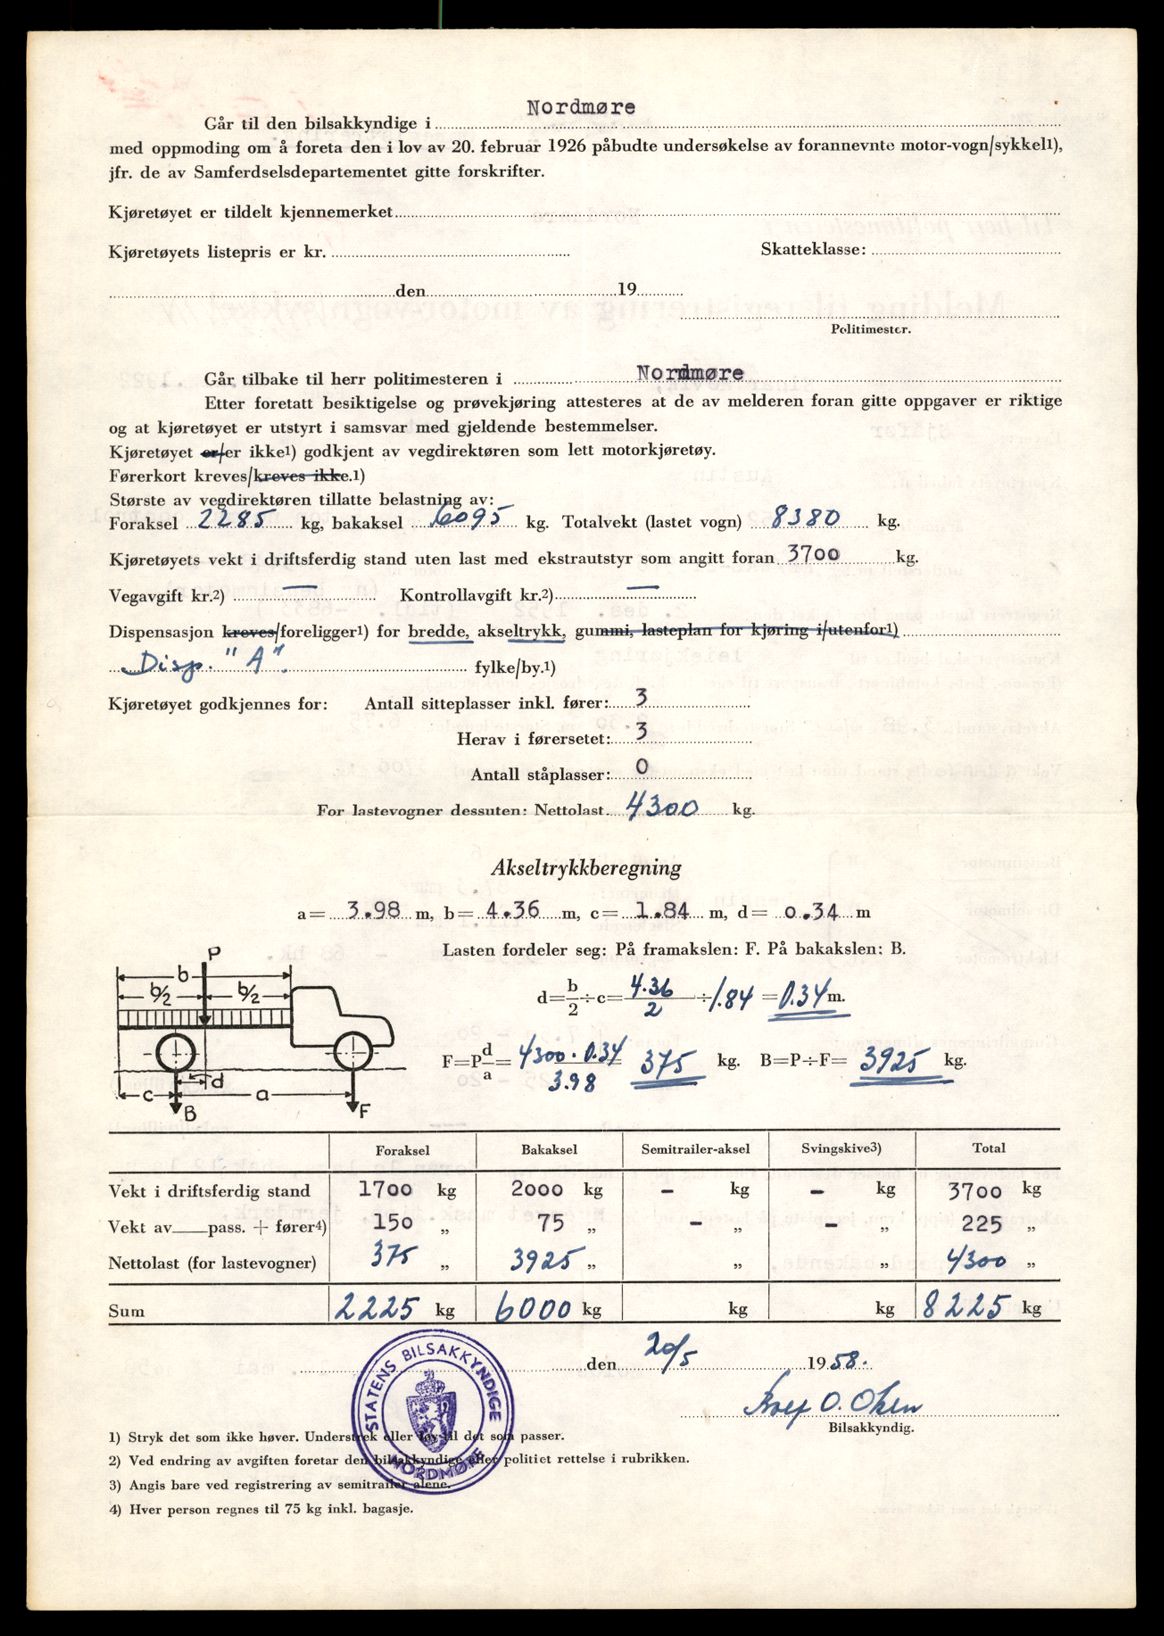 Nordmøre
Går til den bilsakkyndige i
med oppmoding om å foreta den i lov av 20. februar 1926 påbudte undersøkelse av forannevnte motor-vogn/sykkel1),
jfr. de av Samferdselsdepartementet gitte forskrifter.
Kjøretøyet er tildelt kjennemerket
Kjøretøyets listepris er kr. Skatteklasse:
den 19
Politimester.
Går tilbake til herr politimesteren i Nordmøre
Etter foretatt besiktigelse og prøvekjøring attesteres at de av melderen foran gitte oppgaver er riktige
og at kjøretøyet er utstyrt i samsvar med gjeldende bestemmelser.
Kjøretøyet er/er ikke1) godkjent av vegdirektøren som lett motorkjøretøy.
Førerkort kreves/kreves ikke.1)
Største av vegdirektøren tillatte belastning av:
Foraksel 2285 kg, bakaksel 6095 kg. Totalvekt (lastet vogn) 8380 kg.
Kjøretøyets vekt i driftsferdig stand uten last med ekstrautstyr som angitt foran 3700 kg.
Vegavgift kr.2) — Kontrollavgift kr.2) —
Dispensasjon kreves/foreligger1) for bredde, akseltrykk, gummi, lasteplan for kjøring i/utenfor1)
Disp. "A". fylke/by.1)
Kjøretøyet godkjennes for: Antall sitteplasser inkl. fører: 3
Herav i førersetet: 3
Antall ståplasser: 0
For lastevogner dessuten: Nettolast 4300 kg.
Akseltrykkberegning
a= 3.98 m, b= 4.36 m, c= 1.84 m, d= 0.34 m
Lasten fordeler seg: På framakslen: F. På bakakslen: B.
d=b/2÷c= 4.36/2 ÷ 1.84 = 0.34 m.
F=P d/a= 4300 · 0.34/3.98 375 kg. B=P÷F= 3925 kg.
P
b
b/2 b/2
d
c a
B F
Foraksel Bakaksel Semitrailer-aksel Svingskive3) Total
Vekt i driftsferdig stand 1700 kg 2000 kg - kg - kg 3700 kg
Vekt av pass. + fører4) 150 „ 75 „ - „ - „ 225 „
Nettolast (for lastevogner) 375 „ 3925 „ „ „ 4300 „
Sum 2225 kg 6000 kg kg kg 8225 kg
den 20/5 1958.
STATENS BILSAKKYNDIGE
NORDMØRE
O. Olsen
Bilsakkyndig.
1) Stryk det som ikke høver. Understrek eller føy til det som passer.
2) Ved endring av avgiften foretar den bilsakkyndige eller politiet rettelse i rubrikken.
3) Angis bare ved registrering av semitrailer alene.
4) Hver person regnes til 75 kg inkl. bagasje.